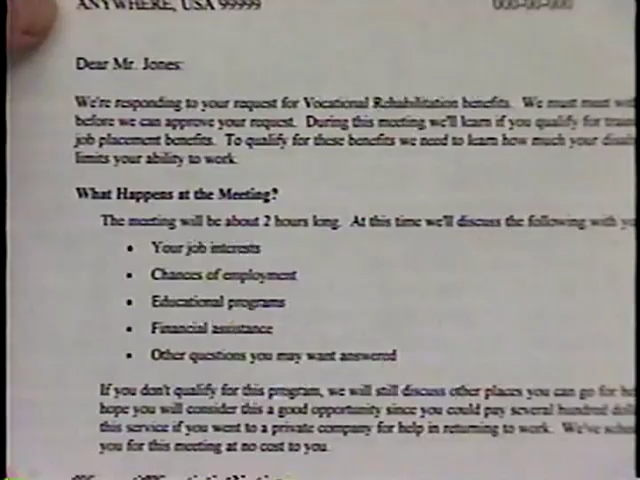 ANYWHERE, USA 99999
Dear Mr. Jones:
We're responding to your request for Vocational Rehabilitation benefits. We must meet
before we can approve your request. During this meeting we'll learn if you qualify for
job placement benefits. To qualify for these benefits we need to learn how much your
limits your ability to work.
What Happens at the Meeting?
The meeting will be about 2 hours long. At this time we'll discuss the following with
• Your job interests
• Chances of employment
• Educational programs
• Financial assistance
• Other questions you may want answered
If you don't qualify for this program, we will still discuss other places you can go for
hope you will consider this a good opportunity since you could pay several hundred
this service if you went to a private company for help in returning to work. We've
you for this meeting at no cost to you.